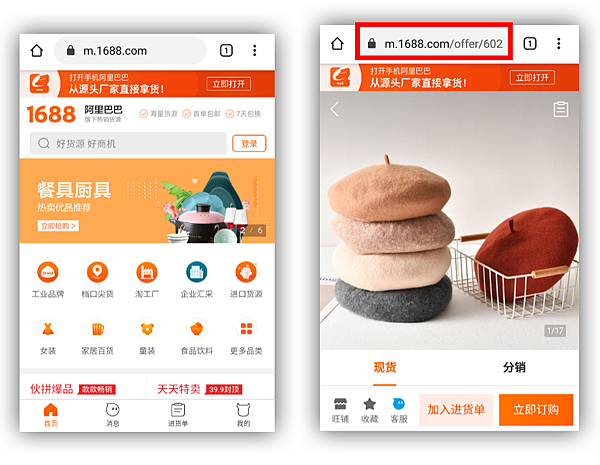 m.1688.com
1
打开手机阿里巴巴
从源头厂家直接拿货!
立即打开
1688
阿里巴巴
旗下热销货源
海量货源
首单包邮
7天包换
好货源 好商机
登录
餐具厨具
热卖优品推荐
立即抢购 >
2 / 6
工业品牌
档口尖货
淘工厂
企业汇采
进口货源
女装
家居百货
童装
食品饮料
更多品类
伙拼爆品
款款畅销
天天特卖
39.9封顶
首页
消息
进货单
我的
m.1688.com/offer/602
1
打开手机阿里巴巴
从源头厂家直接拿货!
立即打开
1/17
现货
分销
旺铺
收藏
客服
加入进货单
立即订购